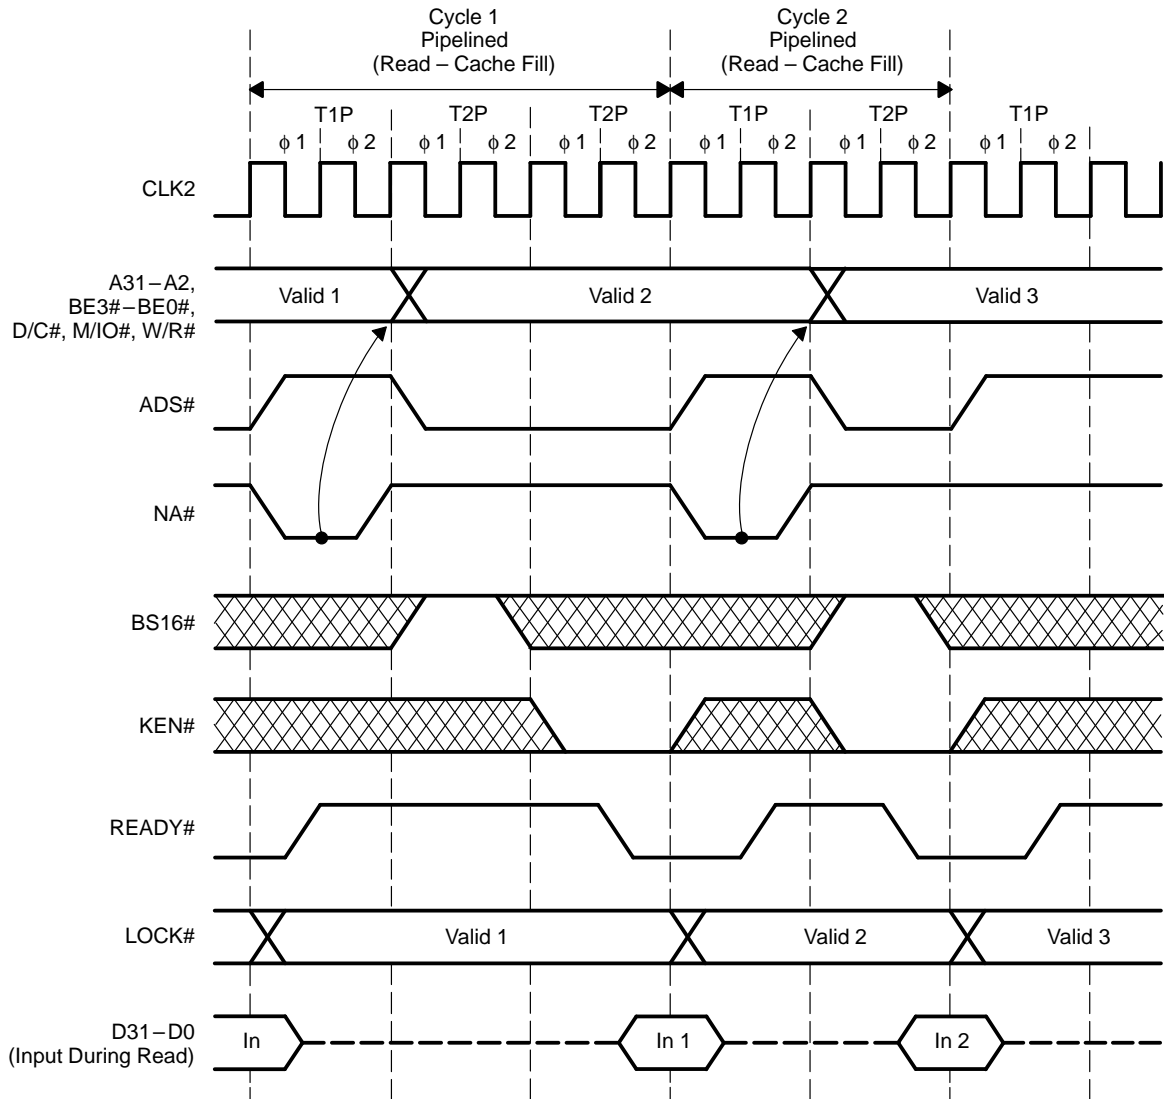 Cycle 1
Pipelined
(Read – Cache Fill)
Cycle 2
Pipelined
(Read – Cache Fill)
T1P
T2P
T2P
T1P
T2P
T1P
ϕ 1
ϕ 2
ϕ 1
ϕ 2
ϕ 1
ϕ 2
ϕ 1
ϕ 2
ϕ 1
ϕ 2
ϕ 1
ϕ 2
CLK2
A31–A2,
BE3#–BE0#,
D/C#, M/IO#, W/R#
Valid 1
Valid 2
Valid 3
ADS#
NA#
BS16#
KEN#
READY#
LOCK#
Valid 1
Valid 2
Valid 3
D31–D0
(Input During Read)
In
In 1
In 2